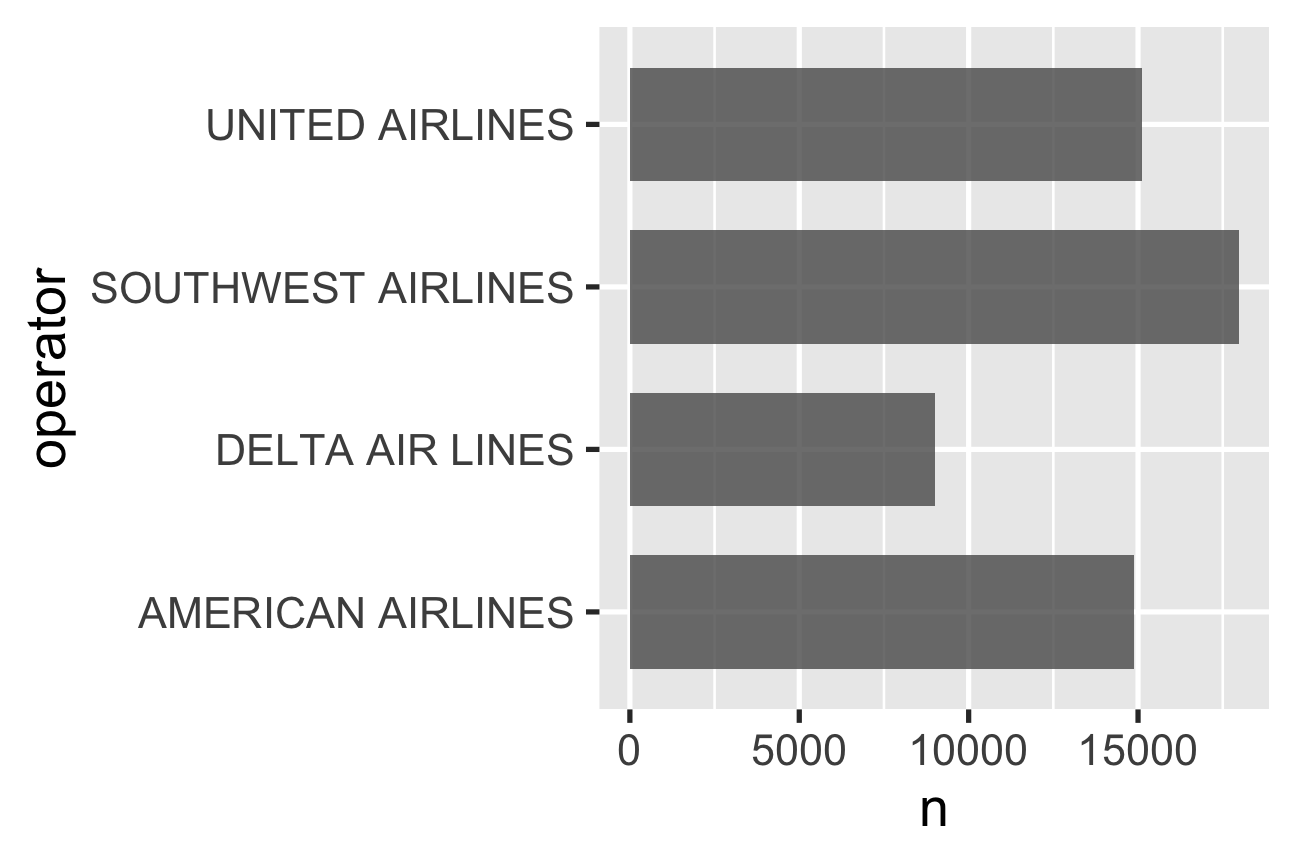 UNITED AIRLINES
SOUTHWEST AIRLINES
DELTA AIR LINES
AMERICAN AIRLINES
operator
0 5000 10000 15000
n